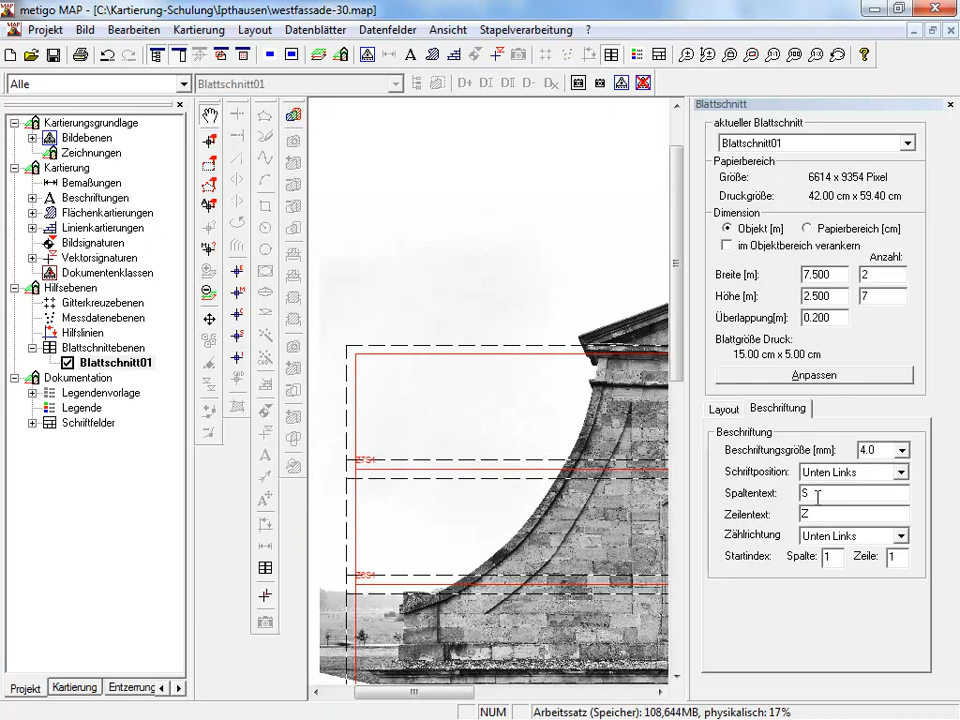 metigo MAP - [C:\Kartierung-Schulung\Ipthausen\westfassade-30.map]
Projekt Bild Bearbeiten Kartierung Layout Datenblätter Datenfelder Ansicht Stapelverarbeitung ?
Alle
Blattschnitt01
D+ DI DI D- Dx
Kartierungsgrundlage
Bildebenen
Zeichnungen
Kartierung
Bemaßungen
Beschriftungen
Flächenkartierungen
Linienkartierungen
Bildsignaturen
Vektorsignaturen
Dokumentenklassen
Hilfsebenen
Gitterkreuzebenen
Messdatenebenen
Hilfslinien
Blattschnittebenen
Blattschnitt01
Dokumentation
Legendenvorlage
Legende
Schriftfelder
Projekt Kartierung Entzerrung
Z7S1
Z6S1
Blattschnitt
aktueller Blattschnitt
Blattschnitt01
Papierbereich
Größe: 6614 x 9354 Pixel
Druckgröße: 42.00 cm x 59.40 cm
Dimension
Objekt [m] Papierbereich [cm]
im Objektbereich verankern
Anzahl:
Breite [m]: 7.500 2
Höhe [m]: 2.500 7
Überlappung[m]: 0.200
Blattgröße Druck:
15.00 cm x 5.00 cm
Anpassen
Layout Beschriftung
Beschriftung
Beschriftungsgröße [mm]: 4.0
Schriftposition: Unten Links
Spaltentext: S
Zeilentext: Z
Zählrichtung Unten Links
Startindex: Spalte: 1 Zeile: 1
NUM Arbeitssatz (Speicher): 108,644MB, physikalisch: 17%